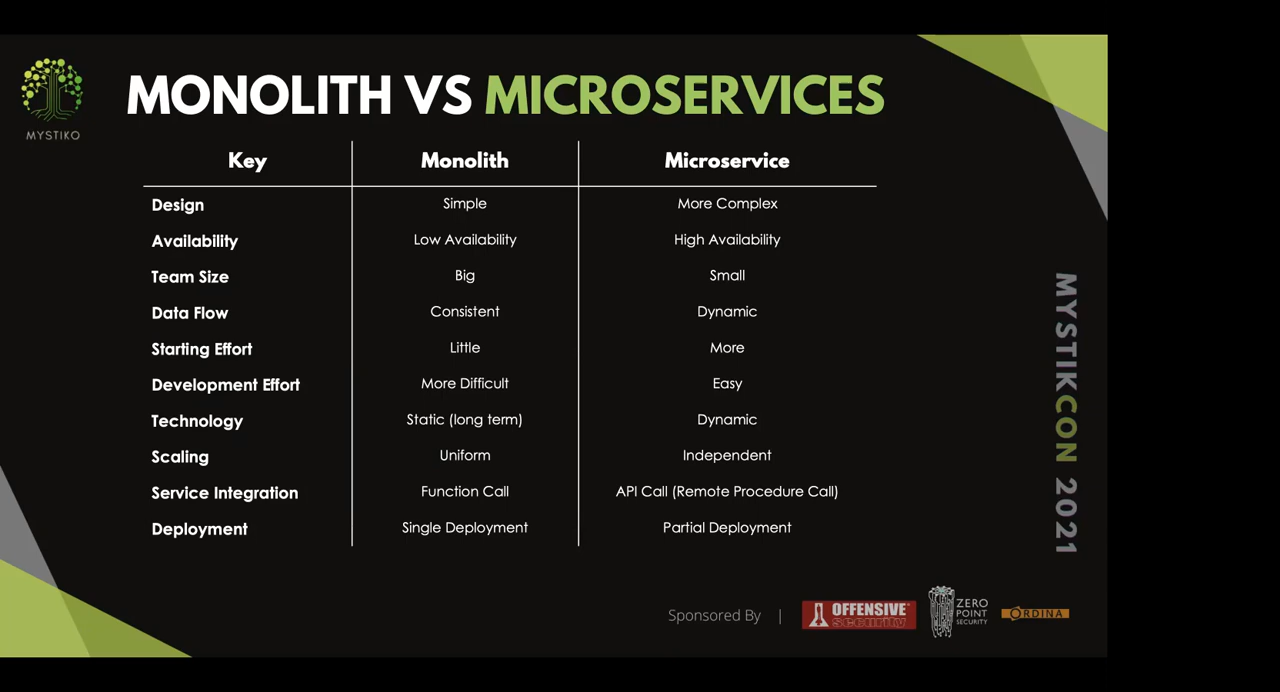 MYSTIKO
MONOLITH VS MICROSERVICES
Key Monolith Microservice
Design Simple More Complex
Availability Low Availability High Availability
Team Size Big Small
Data Flow Consistent Dynamic
Starting Effort Little More
Development Effort More Difficult Easy
Technology Static (long term) Dynamic
Scaling Uniform Independent
Service Integration Function Call API Call (Remote Procedure Call)
Deployment Single Deployment Partial Deployment
MYSTIKCON 2021
Sponsored By |
OFFENSIVE
security
ZERO
POINT
SECURITY
ORDINA